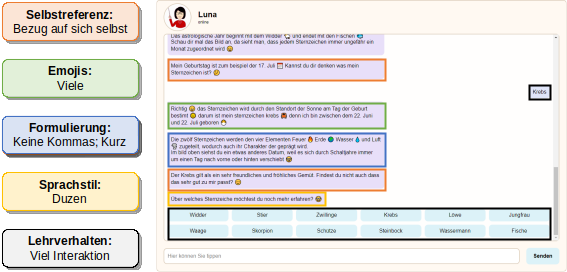 Selbstreferenz:
Bezug auf sich selbst
Emojis:
Viele
Formulierung:
Keine Kommas; Kurz
Sprachstil:
Duzen
Lehrverhalten:
Viel Interaktion
Luna
online
Das astrologische Jahr beginnt mit dem Widder und endet mit den Fischen
Schau dir mal das Bild an, da sieht man, dass jedem Sternzeichen immer ungefähr ein
Monat zugeordnet wird
Mein Geburtstag ist zum beispiel der 17. Juli Kannst du dir denken was mein
Sternzeichen ist?
Krebs
Richtig das Sternzeichen wird durch den Standort der Sonne am Tag der Geburt
bestimt darum ist mein sternzeichen krebs denn ich bin zwischen dem 22. Juni
und 22. Juli geboren
Die zwölf Sternzeichen werden den vier Elementen Feuer Erde Wasser und Luft
zugeteilt, wodurch auch ihr Charakter der geprägt wird.
Im bild oben siehst du ein etwas anderes Datum, weil es sich durch Schaltjahre immer
um einen Tag nach vorne oder hinten verschiebt
Der Krebs gilt als ein sehr freundliches und fröhliches Gemüt. Findest du nicht auch dass
das sehr gut zu mir passt?
Über welches Sternzeiche möchtest du noch mehr erfahren?
Widder Stier Zwillinge Krebs Löwe Jungfrau
Waage Skorpion Schütze Steinbock Wassermann Fische
Hier können Sie tippen
Senden